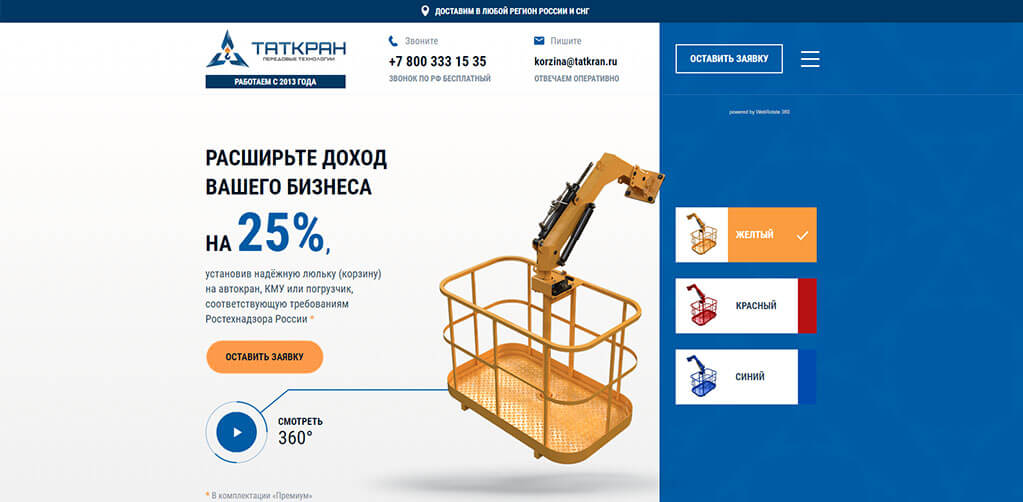 ДОСТАВИМ В ЛЮБОЙ РЕГИОН РОССИИ И СНГ
ТАТКРАН
ПЕРЕДОВЫЕ ТЕХНОЛОГИИ
РАБОТАЕМ С 2013 ГОДА
Звоните
+7 800 333 15 35
ЗВОНОК ПО РФ БЕСПЛАТНЫЙ
Пишите
korzina@tatkran.ru
ОТВЕЧАЕМ ОПЕРАТИВНО
ОСТАВИТЬ ЗАЯВКУ
powered by WebRotate 360
РАСШИРЬТЕ ДОХОД
ВАШЕГО БИЗНЕСА
НА 25%,
установив надёжную люльку (корзину)
на автокран, КМУ или погрузчик,
соответствующую требованиям
Ростехнадзора России *
ОСТАВИТЬ ЗАЯВКУ
СМОТРЕТЬ
360°
* В комплектации «Премиум»
ЖЕЛТЫЙ
КРАСНЫЙ
СИНИЙ